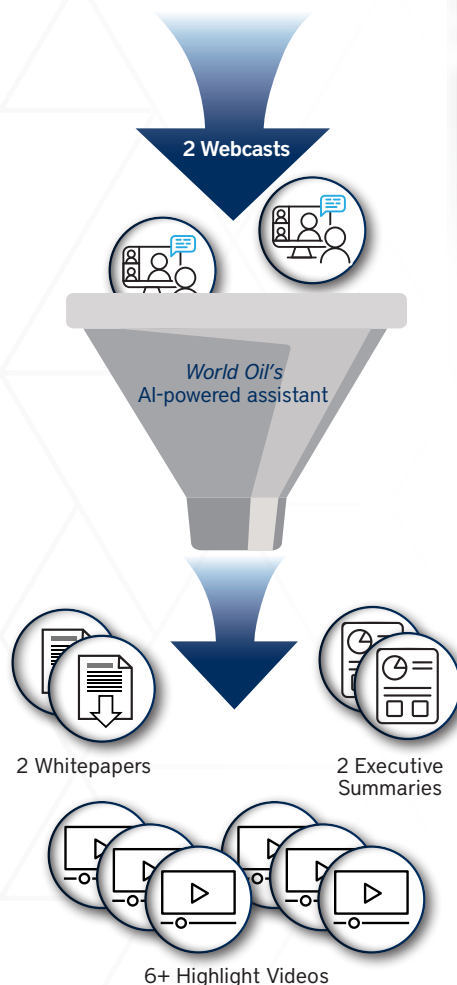 2 Webcasts
World Oil's
AI-powered assistant
2 Whitepapers
2 Executive
Summaries
6+ Highlight Videos